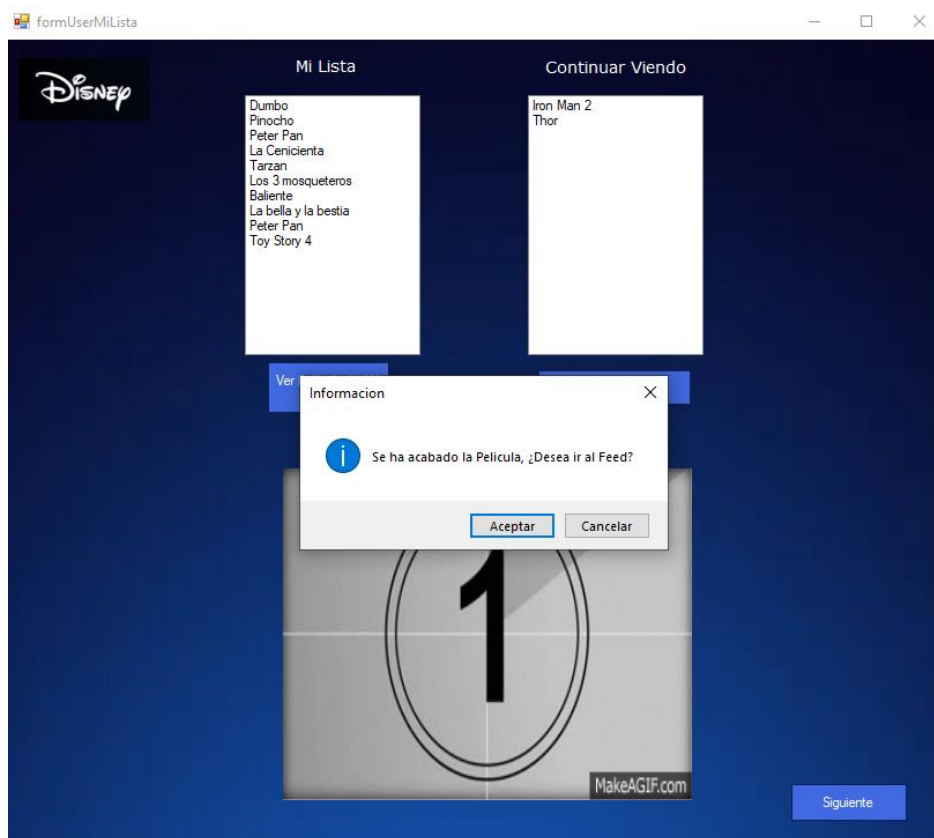 formUserMiLista
Disney
Mi Lista
Dumbo
Pinocho
Peter Pan
La Cenicienta
Tarzan
Los 3 mosqueteros
Baliente
La bella y la bestia
Peter Pan
Toy Story 4
Continuar Viendo
Iron Man 2
Thor
Ver
Informacion
Se ha acabado la Pelicula, ¿Desea ir al Feed?
Aceptar
Cancelar
1
MakeAGIF.com
Siguiente